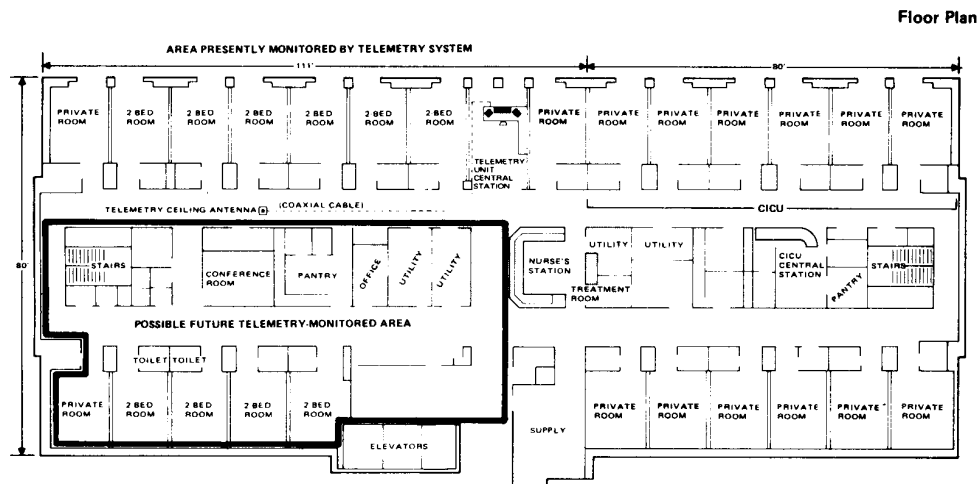 Floor Plan
AREA PRESENTLY MONITORED BY TELEMETRY SYSTEM
111'
80'
PRIVATE
ROOM
2 BED
ROOM
2 BED
ROOM
2 BED
ROOM
2 BED
ROOM
2 BED
ROOM
2 BED
ROOM
PRIVATE
ROOM
PRIVATE
ROOM
PRIVATE
ROOM
PRIVATE
ROOM
PRIVATE
ROOM
PRIVATE
ROOM
PRIVATE
ROOM
TELEMETRY
UNIT
CENTRAL
STATION
TELEMETRY CEILING ANTENNA
(COAXIAL CABLE)
CICU
80'
STAIRS
CONFERENCE
ROOM
PANTRY
OFFICE
UTILITY
UTILITY
NURSE'S
STATION
UTILITY
UTILITY
TREATMENT
ROOM
CICU
CENTRAL
STATION
PANTRY
STAIRS
POSSIBLE FUTURE TELEMETRY-MONITORED AREA
TOILET TOILET
PRIVATE
ROOM
2 BED
ROOM
2 BED
ROOM
2 BED
ROOM
2 BED
ROOM
ELEVATORS
SUPPLY
PRIVATE
ROOM
PRIVATE
ROOM
PRIVATE
ROOM
PRIVATE
ROOM
PRIVATE
ROOM
PRIVATE
ROOM